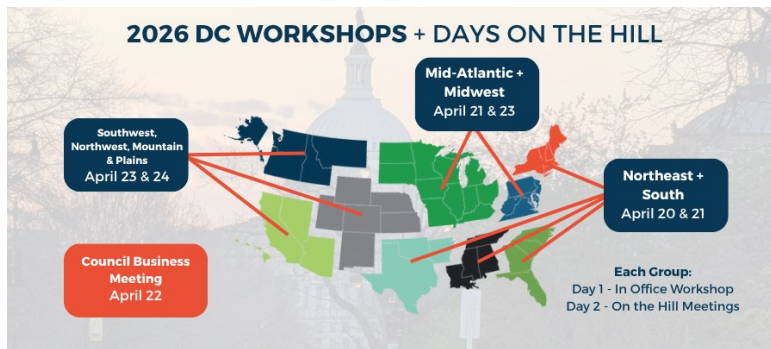 2026 DC WORKSHOPS + DAYS ON THE HILL
Mid-Atlantic +
Midwest
April 21 & 23
Southwest,
Northwest, Mountain
& Plains
April 23 & 24
Northeast +
South
April 20 & 21
Council Business
Meeting
April 22
Each Group:
Day 1 - In Office Workshop
Day 2 - On the Hill Meetings